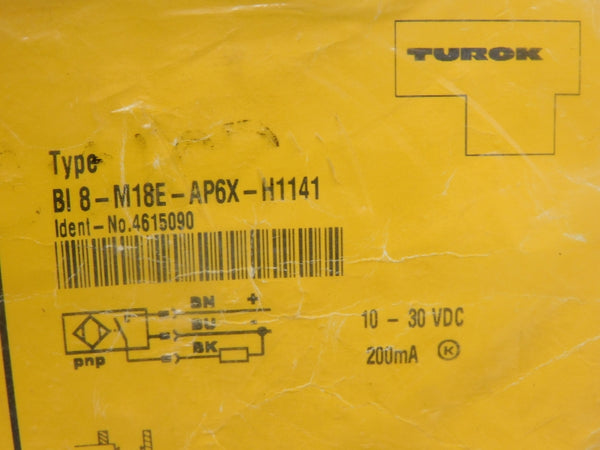 TURCK
Type
BI 8-M18E-AP6X-H1141
Ident-No.4615090
BN +
BU -
BK
pnp
10 - 30 VDC
200mA K